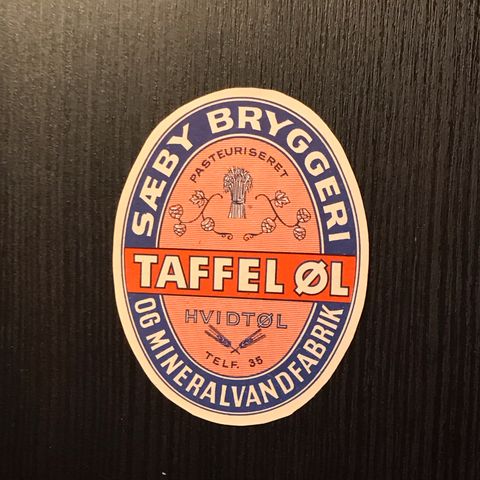 SÆBY BRYGGERI
PASTEURISERET
TAFFEL ØL
HVIDTØL
TELF. 35
OG MINERALVANDFABRIK